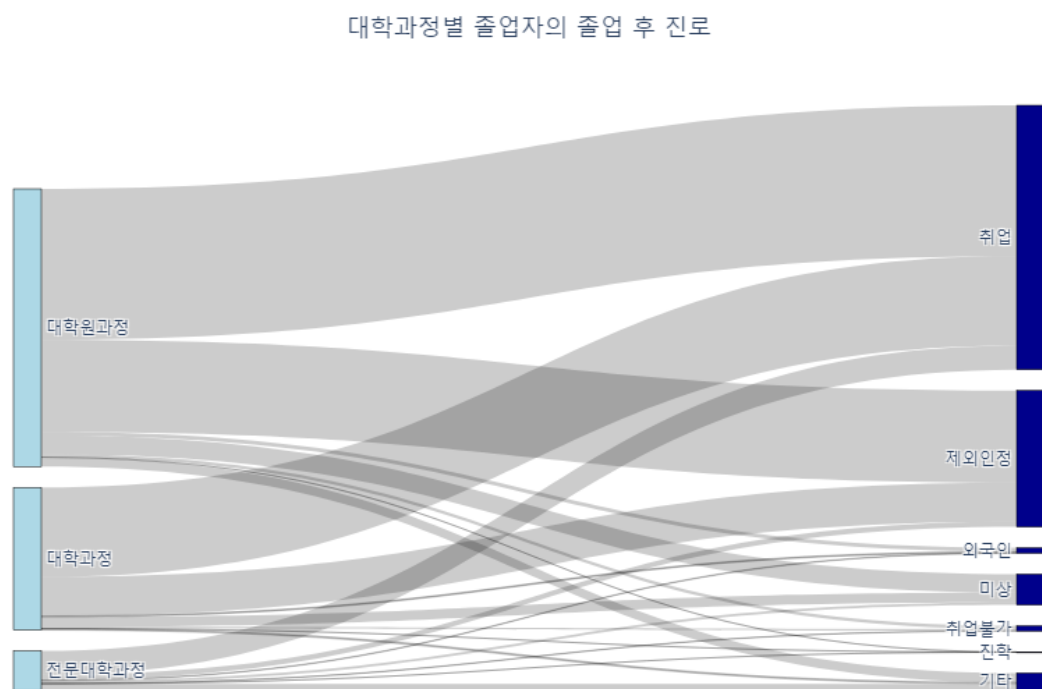 대학과정별 졸업자의 졸업 후 진로
취업
대학원과정
제외인정
외국인
대학과정
미상
취업불가
진학
전문대학과정
기타